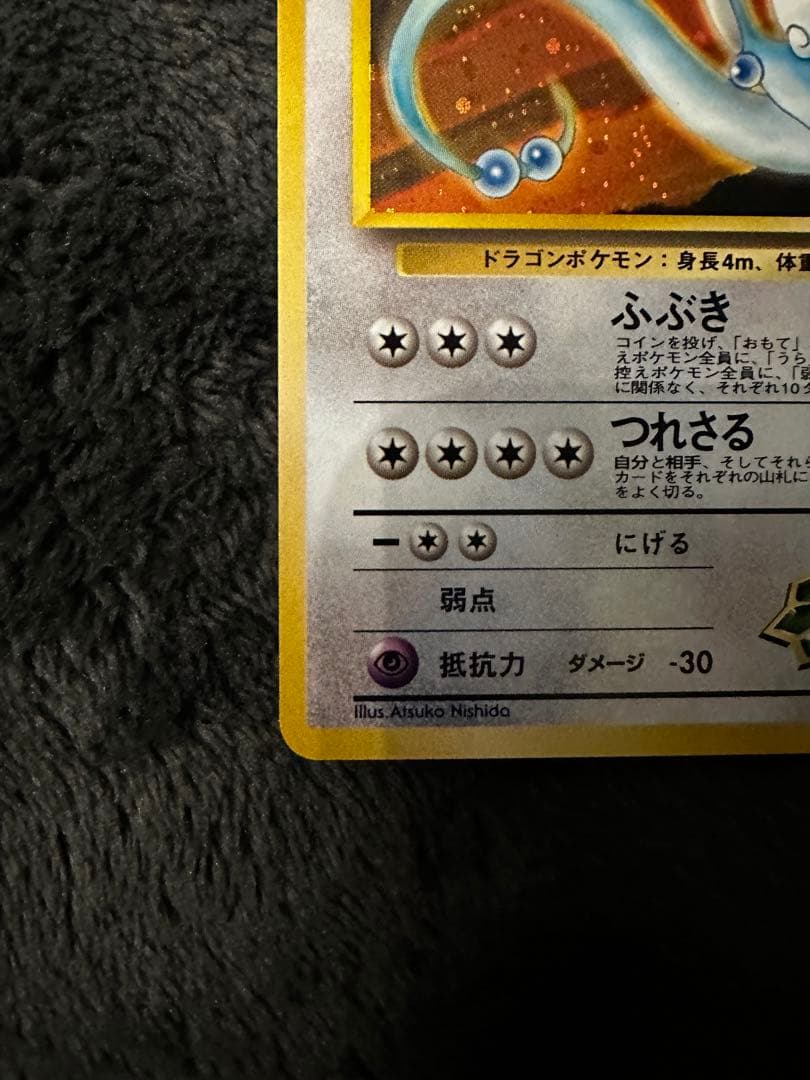 ドラゴンポケモン：身長4m、体重
ふぶき
コインを投げ、「おもて」
えポケモン全員に、「うら
控えポケモン全員に、「弱
に関係なく、それぞれ10ダ
つれさる
自分と相手、そしてそれら
カードをそれぞれの山札に
をよく切る。
にげる
弱点
抵抗力 ダメージ -30
Illus. Atsuko Nishida